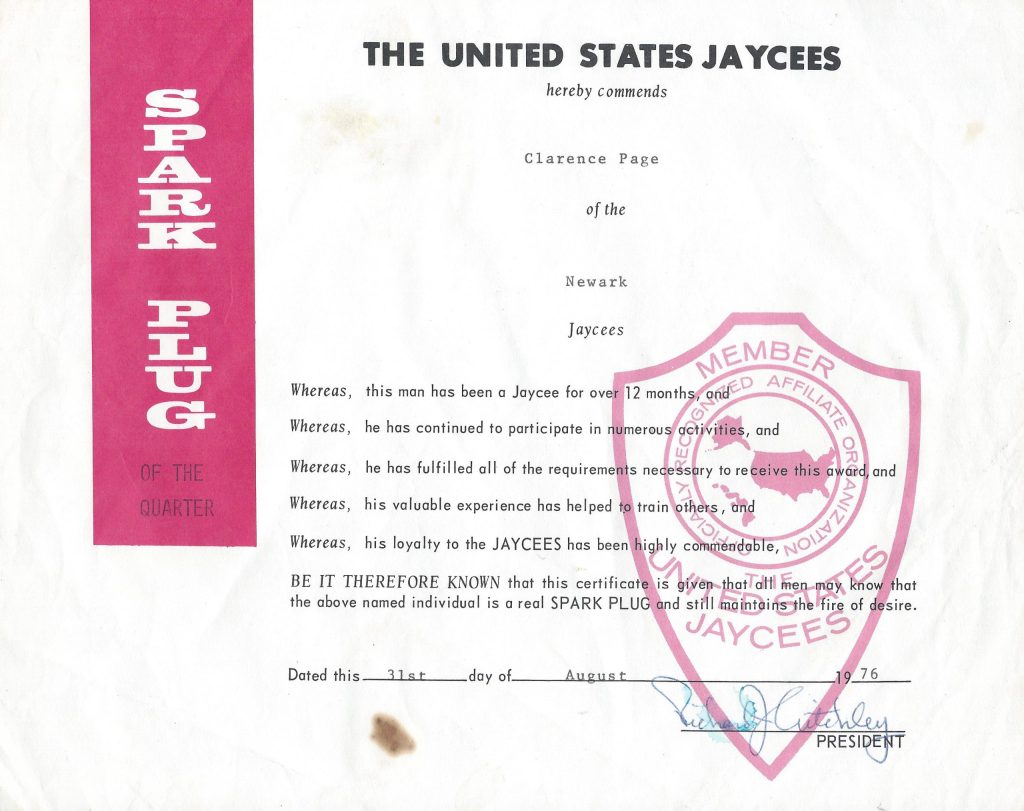 SPARK PLUG
OF THE
QUARTER
THE UNITED STATES JAYCEES
hereby commends
Clarence Page
of the
Newark
Jaycees
Whereas, this man has been a Jaycee for over 12 months, and
Whereas, he has continued to participate in numerous activities, and
Whereas, he has fulfilled all of the requirements necessary to receive this award, and
Whereas, his valuable experience has helped to train others, and
Whereas, his loyalty to the JAYCEES has been highly commendable,
BE IT THEREFORE KNOWN that this certificate is given that all men may know that
the above named individual is a real SPARK PLUG and still maintains the fire of desire.
Dated this 31st day of August 1976
Richard J Critchley
PRESIDENT
MEMBER
OFFICIALLY RECOGNIZED AFFILIATE ORGANIZATION
THE
UNITED STATES
JAYCEES